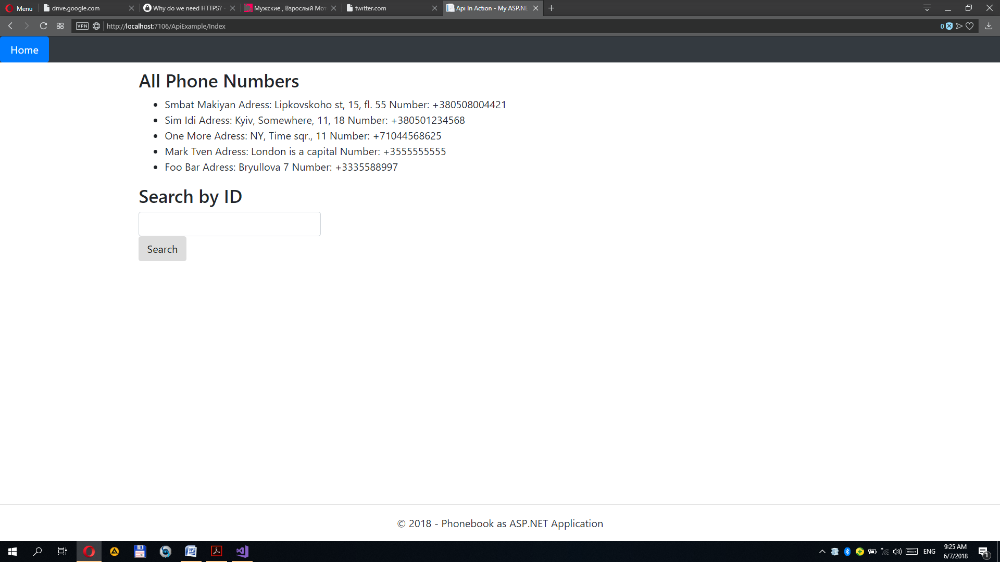 Menu
drive.google.com
Why do we need HTTPS? -
Мужские , Взрослый Мот
twitter.com
Api In Action - My ASP.NE
VPN
http://localhost:7106/ApiExample/Index
0
Home
All Phone Numbers
Smbat Makiyan Adress: Lipkovskoho st, 15, fl. 55 Number: +380508004421
Sim Idi Adress: Kyiv, Somewhere, 11, 18 Number: +380501234568
One More Adress: NY, Time sqr., 11 Number: +71044568625
Mark Tven Adress: London is a capital Number: +3555555555
Foo Bar Adress: Bryullova 7 Number: +3335588997
Search by ID
Search
© 2018 - Phonebook as ASP.NET Application
ENG
9:25 AM
6/7/2018
1